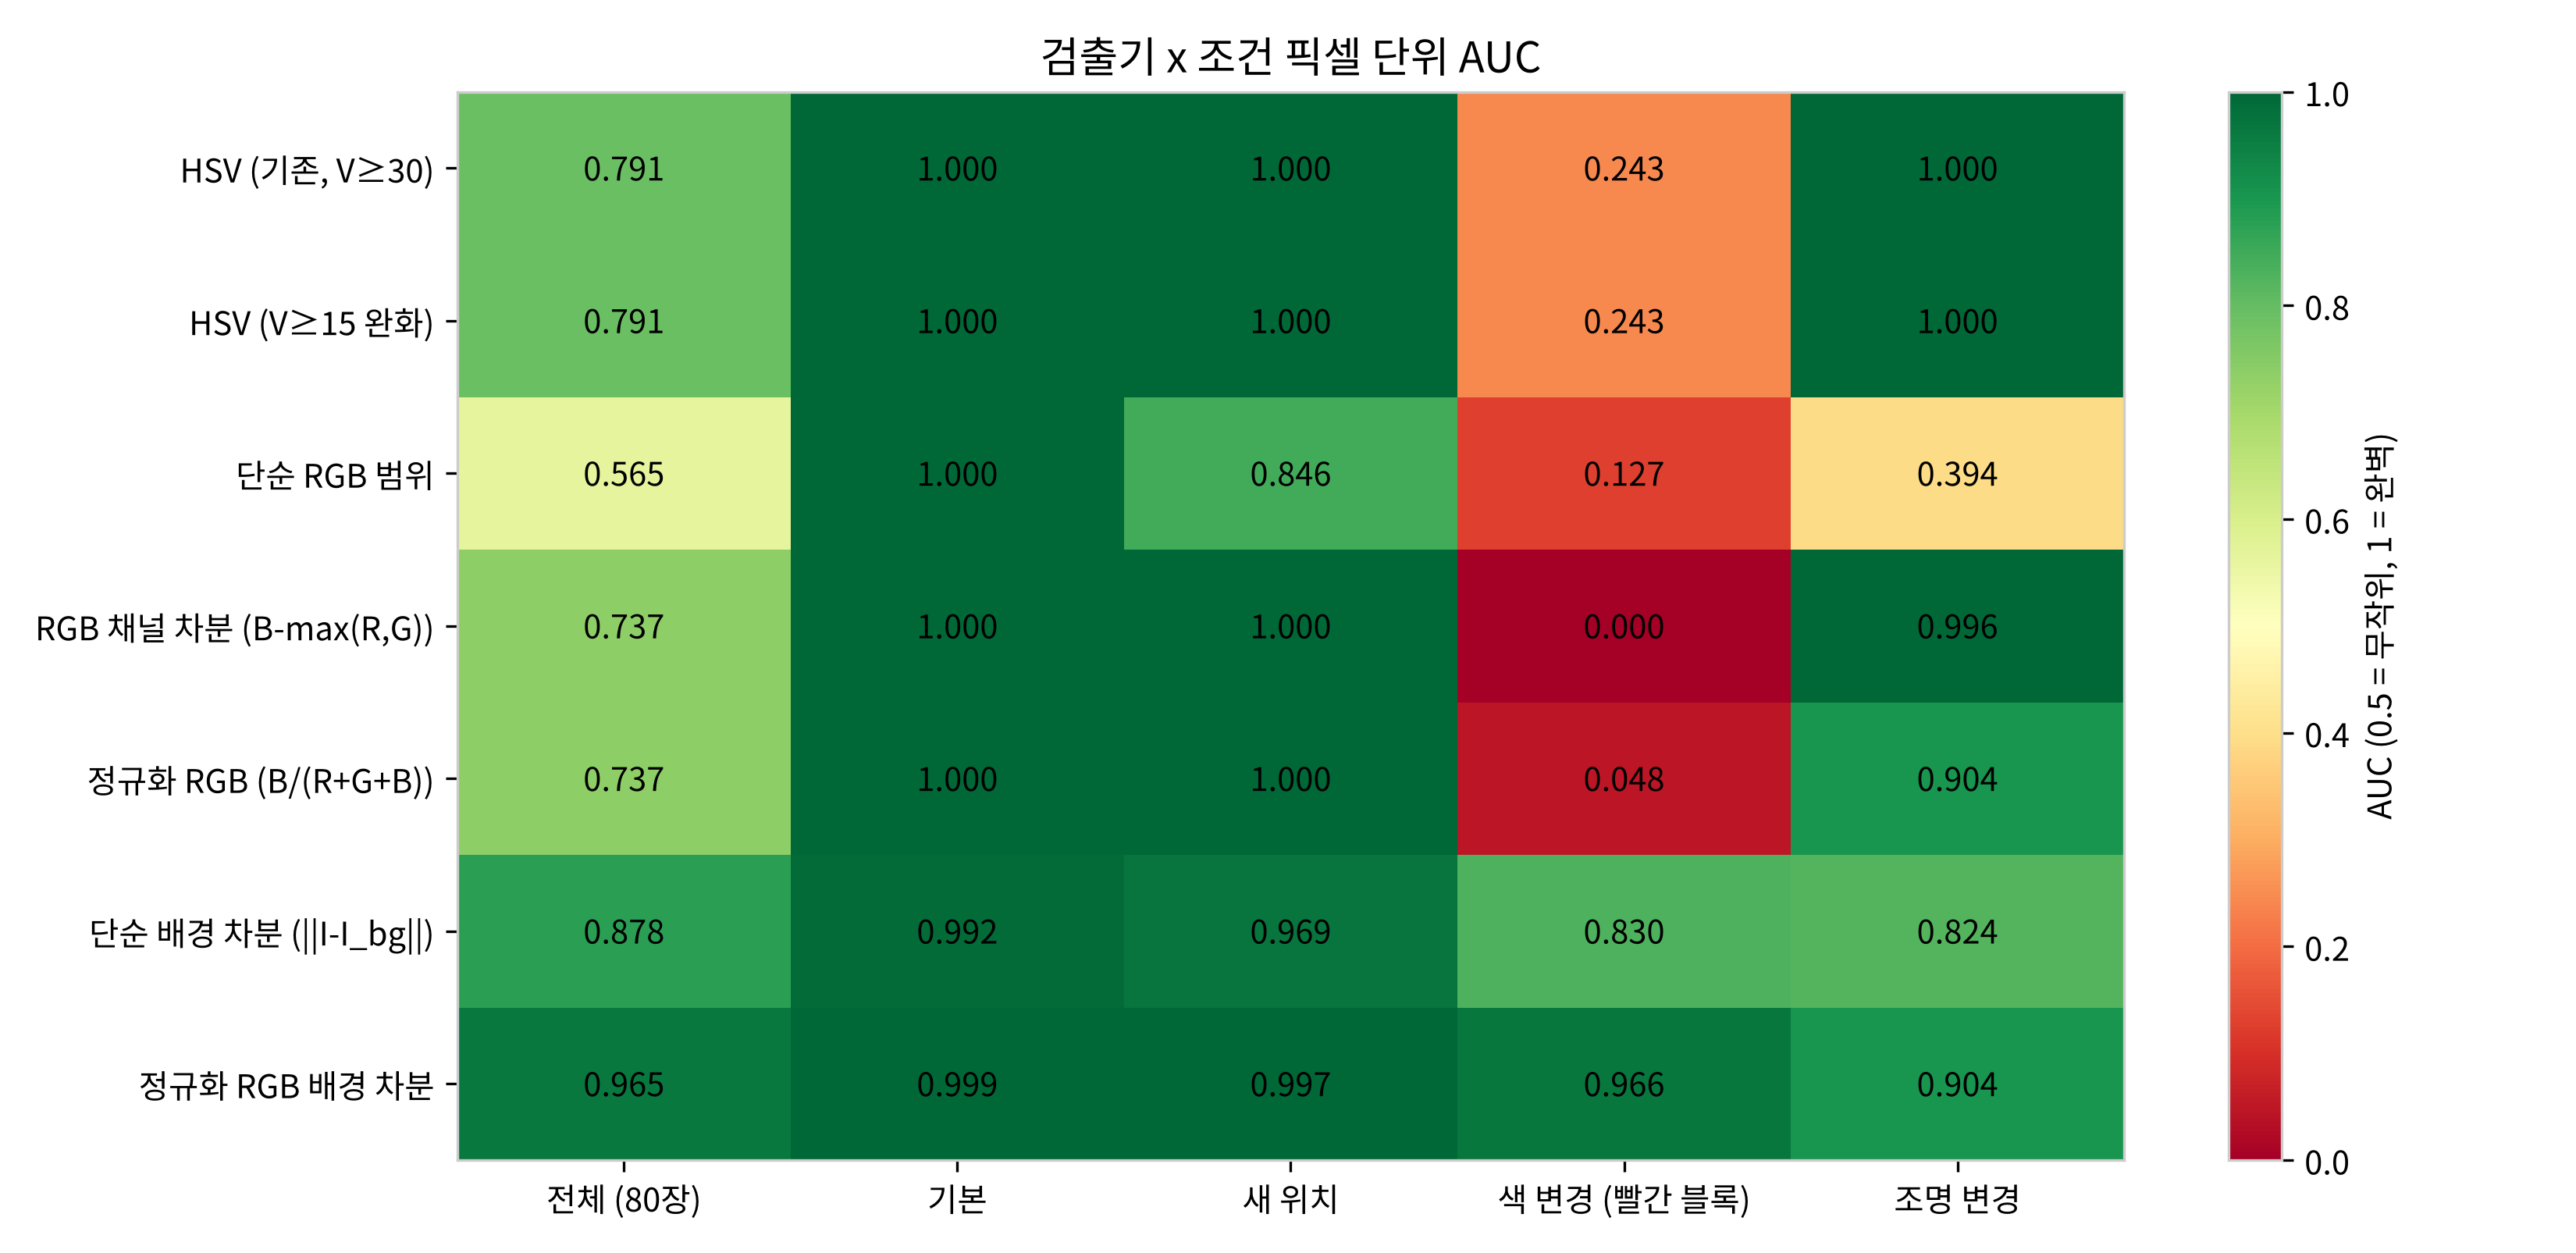 검출기 x 조건 픽셀 단위 AUC
HSV (기존, V≥30)
0.791 1.000 1.000 0.243 1.000
HSV (V≥15 완화)
0.791 1.000 1.000 0.243 1.000
단순 RGB 범위
0.565 1.000 0.846 0.127 0.394
RGB 채널 차분 (B-max(R,G))
0.737 1.000 1.000 0.000 0.996
정규화 RGB (B/(R+G+B))
0.737 1.000 1.000 0.048 0.904
단순 배경 차분 (||I-I_bg||)
0.878 0.992 0.969 0.830 0.824
정규화 RGB 배경 차분
0.965 0.999 0.997 0.966 0.904
전체 (80장) 기본 새 위치 색 변경 (빨간 블록) 조명 변경
1.0
0.8
0.6
0.4
0.2
0.0
AUC (0.5 = 무작위, 1 = 완벽)